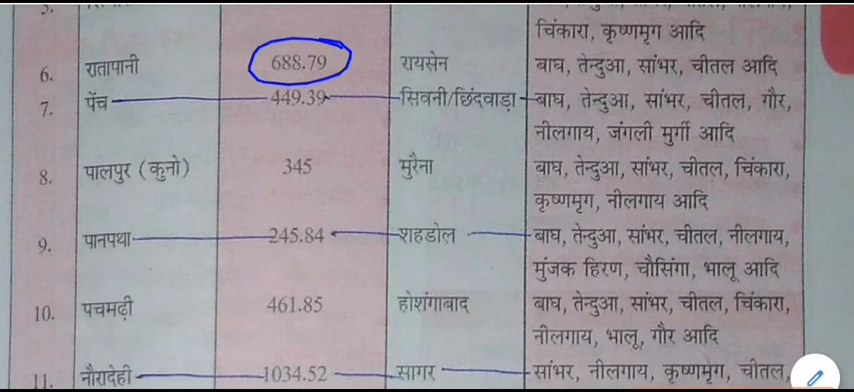 चिंकारा, कृष्णमृग आदि
6. रातापानी 688.79 रायसेन बाघ, तेन्दुआ, सांभर, चीतल आदि
7. पेंच 449.39 सिवनी/छिंदवाड़ा बाघ, तेन्दुआ, सांभर, चीतल, गौर,
नीलगाय, जंगली मुर्गी आदि
8. पालपुर (कुनो) 345 मुरैना बाघ, तेन्दुआ, सांभर, चीतल, चिंकारा,
कृष्णमृग, नीलगाय आदि
9. पानपथा 245.84 शहडोल बाघ, तेन्दुआ, सांभर, चीतल, नीलगाय,
मुंजक हिरण, चौसिंगा, भालू आदि
10. पचमढ़ी 461.85 होशंगाबाद बाघ, तेन्दुआ, सांभर, चीतल, चिंकारा,
नीलगाय, भालू, गौर आदि
11. नौरादेही 1034.52 सागर सांभर, नीलगाय, कृष्णमृग, चीतल,